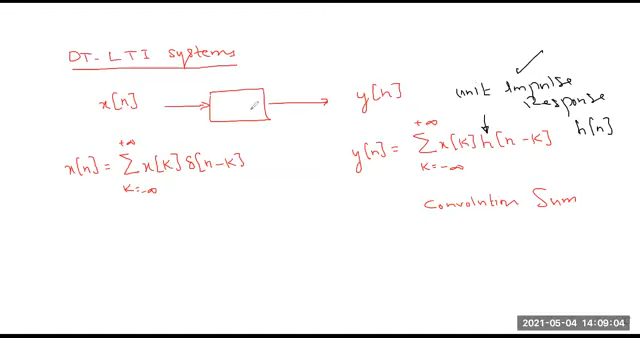 DT-LTI systems
x[n]
y[n]
unit Impulse
Response
h[n]
x[n] = +∞ Σ K=-∞ x[K] δ[n-K]
y[n] = +∞ Σ K=-∞ x[K] h[n-K]
Convolution Sum
2021-05-04 14:09:04